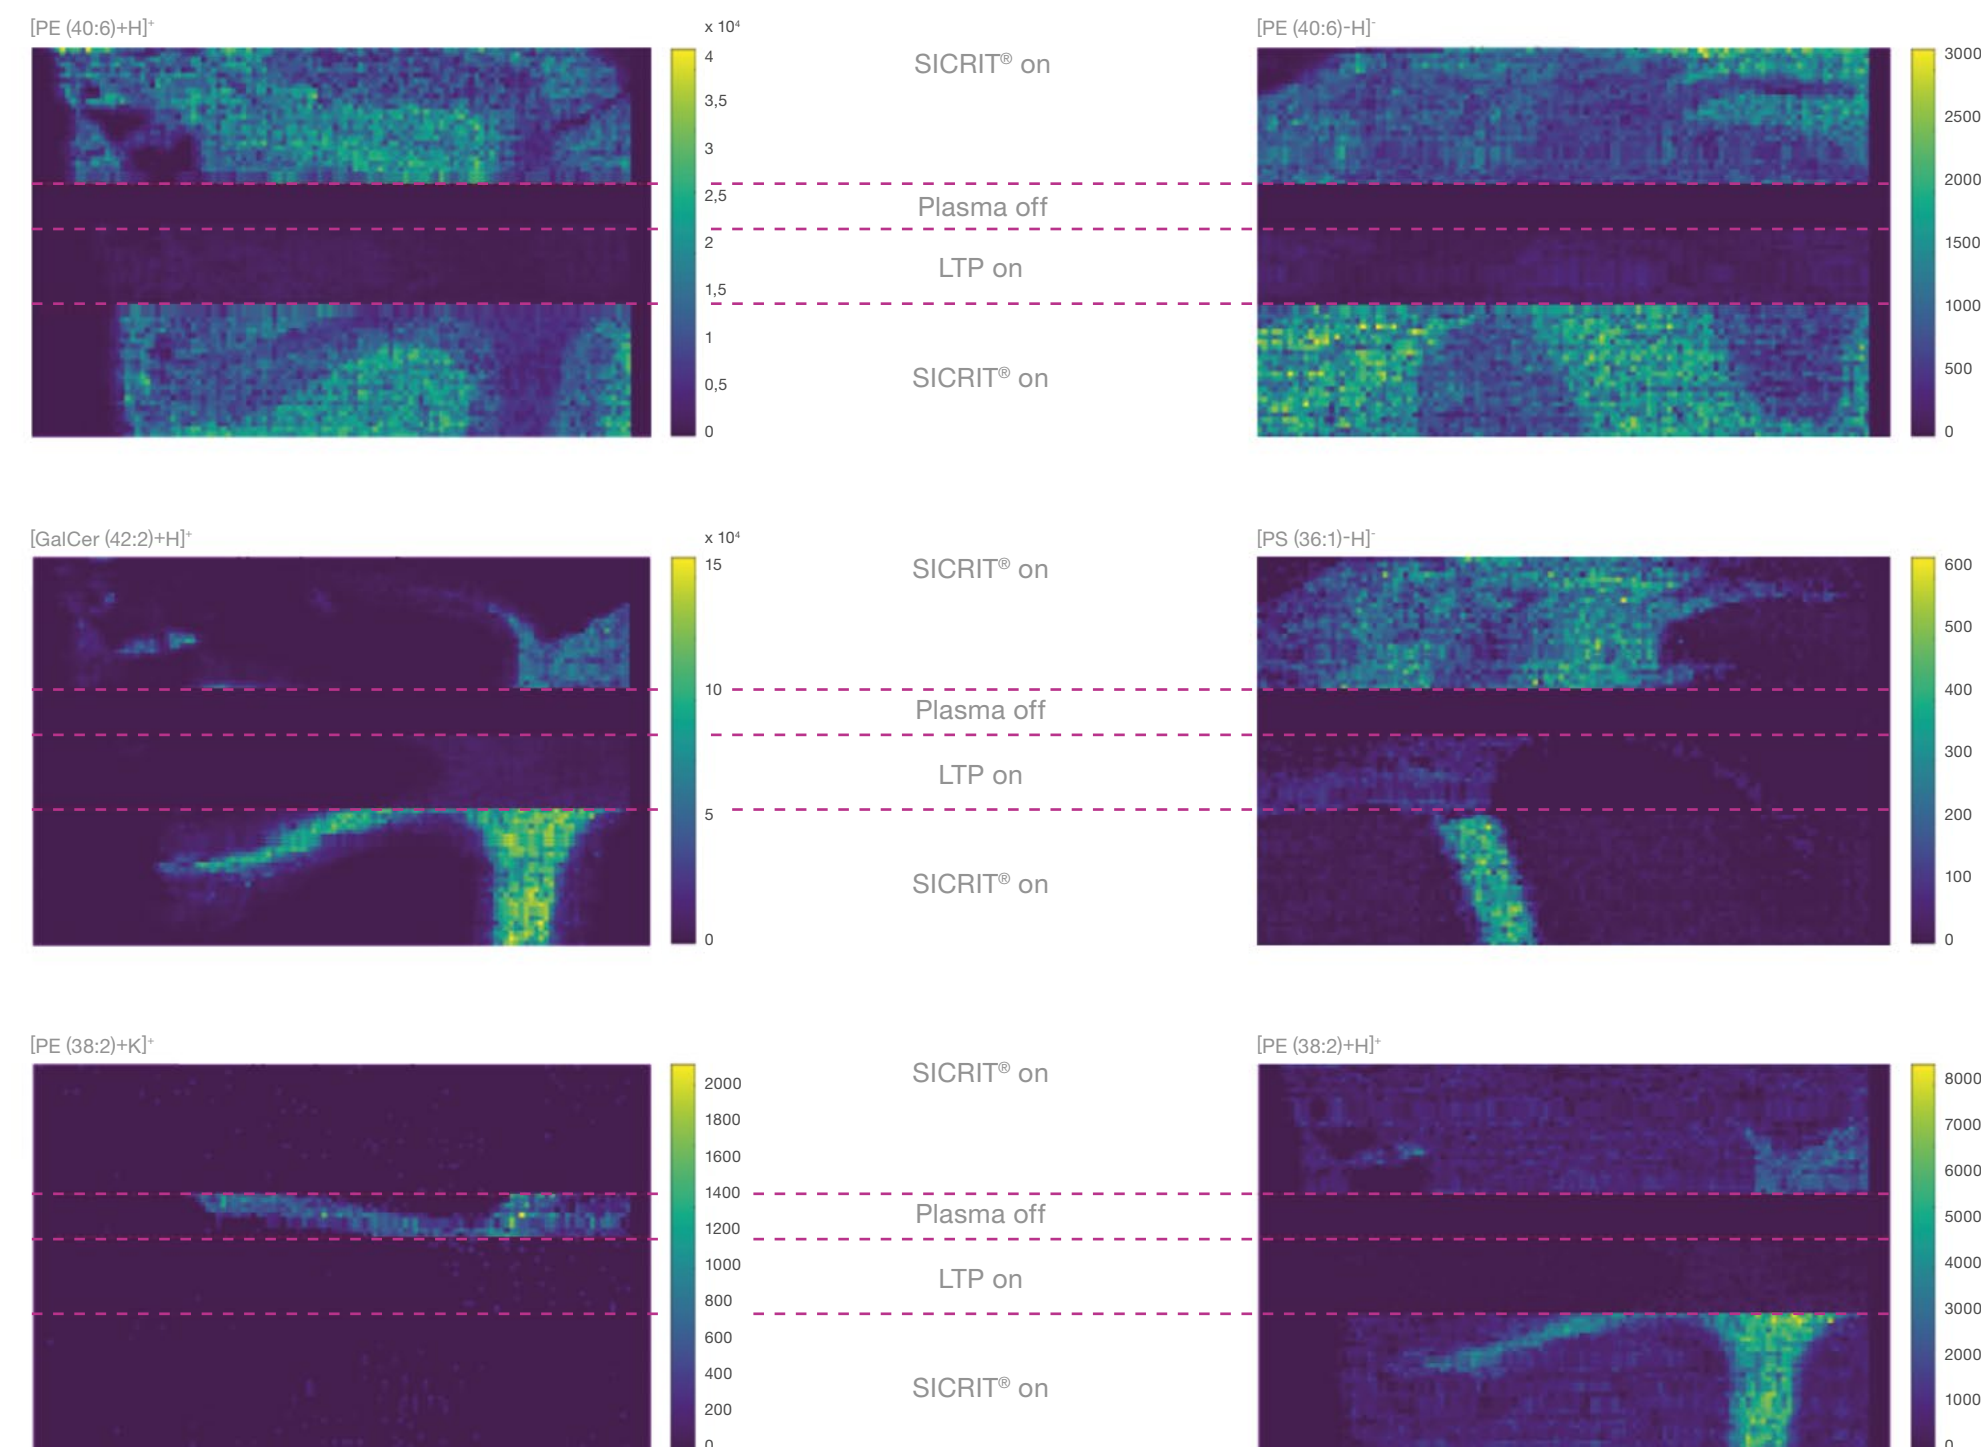 [PE (40:6)+H]⁺
x 10⁴
4
3,5
3
2,5
2
1,5
1
0,5
0
SICRIT® on
Plasma off
LTP on
SICRIT® on
[PE (40:6)-H]⁻
3000
2500
2000
1500
1000
500
0
[GalCer (42:2)+H]⁺
x 10⁴
15
10
5
0
SICRIT® on
Plasma off
LTP on
SICRIT® on
[PS (36:1)-H]⁻
600
500
400
300
200
100
0
[PE (38:2)+K]⁺
2000
1800
1600
1400
1200
1000
800
600
400
200
0
SICRIT® on
Plasma off
LTP on
SICRIT® on
[PE (38:2)+H]⁺
8000
7000
6000
5000
4000
3000
2000
1000
0